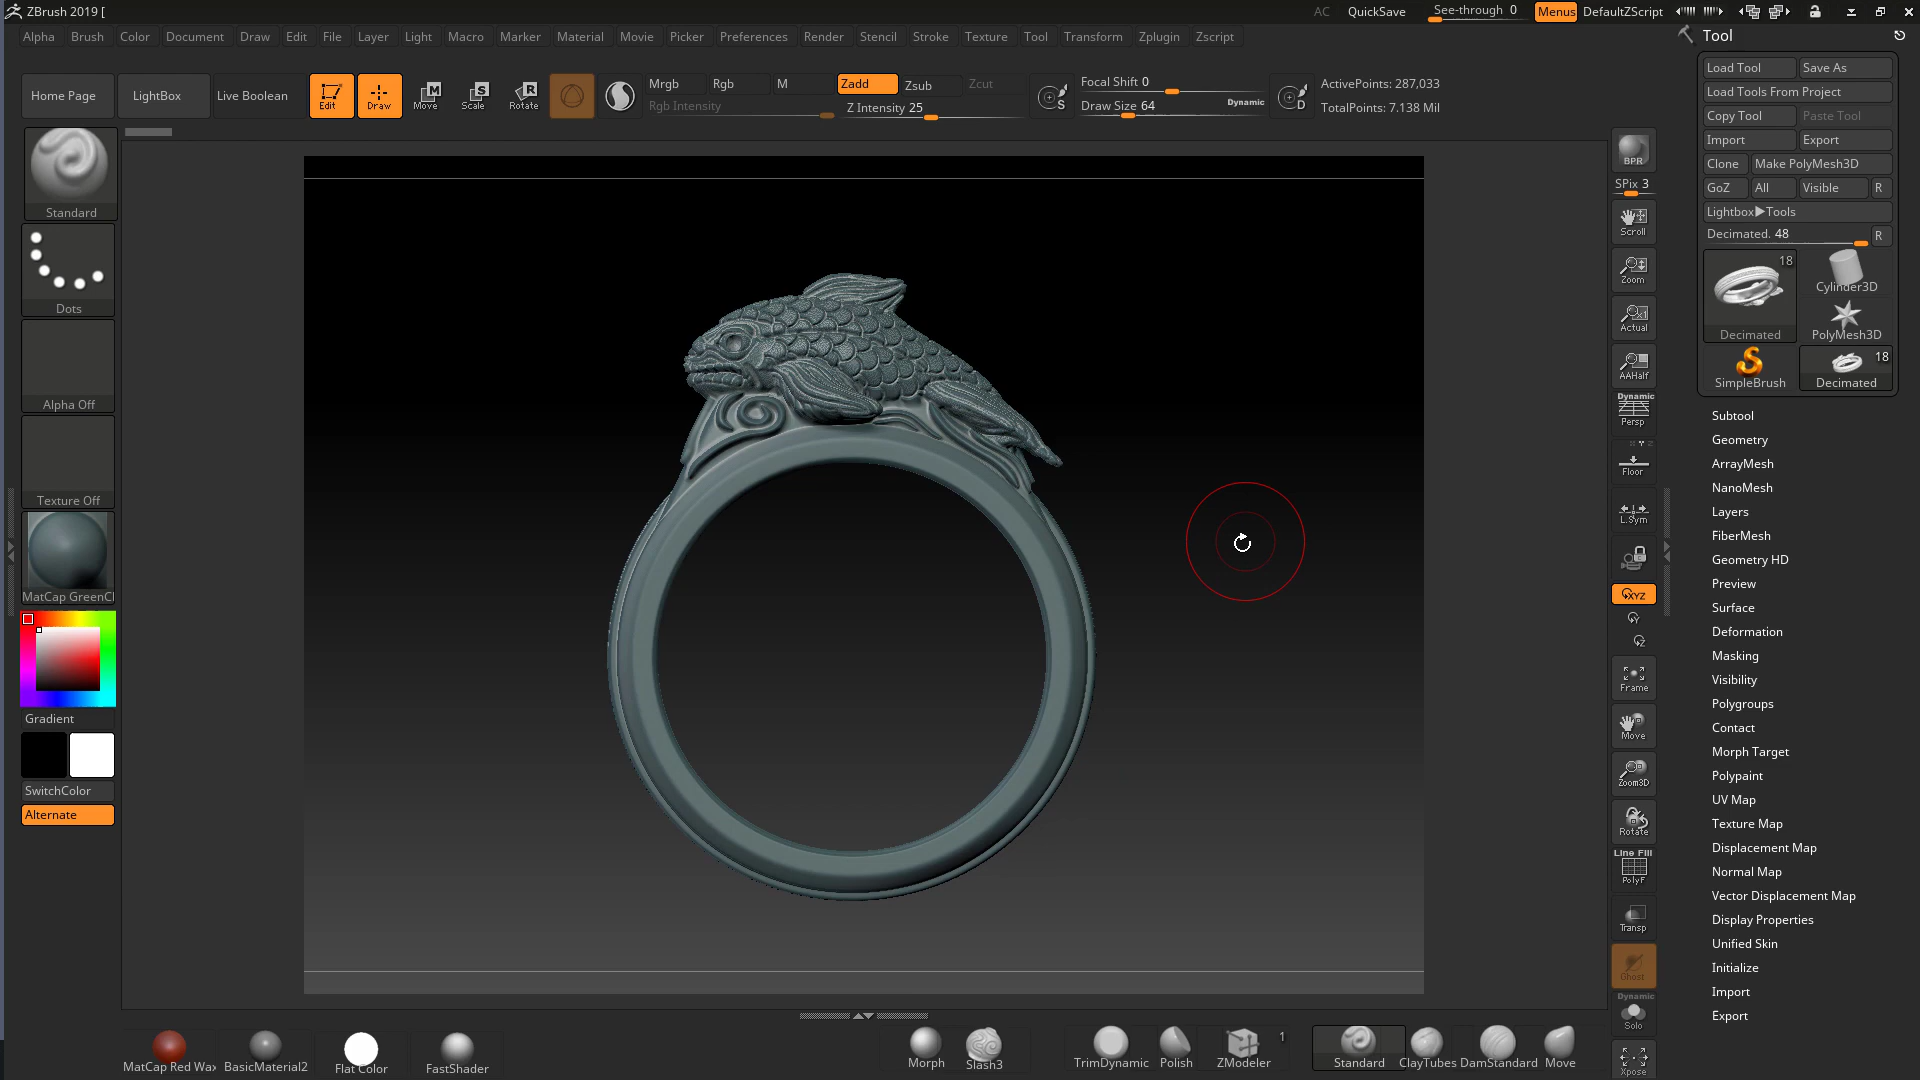 ZBrush 2019 [
AC QuickSave See-through 0 Menus DefaultZScript
Alpha Brush Color Document Draw Edit File Layer Light Macro Marker Material Movie Picker Preferences Render Stencil Stroke Texture Tool Transform Zplugin Zscript
Tool
Home Page LightBox Live Boolean Edit Draw Move Scale Rotate
Mrgb Rgb M Zadd Zsub Zcut
Rgb Intensity Z Intensity 25
Focal Shift 0
Draw Size 64 Dynamic
ActivePoints: 287,033
TotalPoints: 7.138 Mil
Standard
Dots
Alpha Off
Texture Off
MatCap GreenCl
Gradient
SwitchColor
Alternate
BPR
SPix 3
Scroll
Zoom
Actual
AAHalf
Dynamic
Persp
Floor
L.Sym
XYZ
Y
Z
Frame
Move
Zoom3D
Rotate
Line Fill
PolyF
Transp
Ghost
Dynamic
Solo
Xpose
Load Tool Save As
Load Tools From Project
Copy Tool Paste Tool
Import Export
Clone Make PolyMesh3D
GoZ All Visible R
Lightbox▶Tools
Decimated. 48 R
18
Cylinder3D
Decimated PolyMesh3D
18
SimpleBrush Decimated
Subtool
Geometry
ArrayMesh
NanoMesh
Layers
FiberMesh
Geometry HD
Preview
Surface
Deformation
Masking
Visibility
Polygroups
Contact
Morph Target
Polypaint
UV Map
Texture Map
Displacement Map
Normal Map
Vector Displacement Map
Display Properties
Unified Skin
Initialize
Import
Export
MatCap Red Wax BasicMaterial2 Flat Color FastShader
Morph Slash3 TrimDynamic Polish ZModeler 1 Standard ClayTubes DamStandard Move